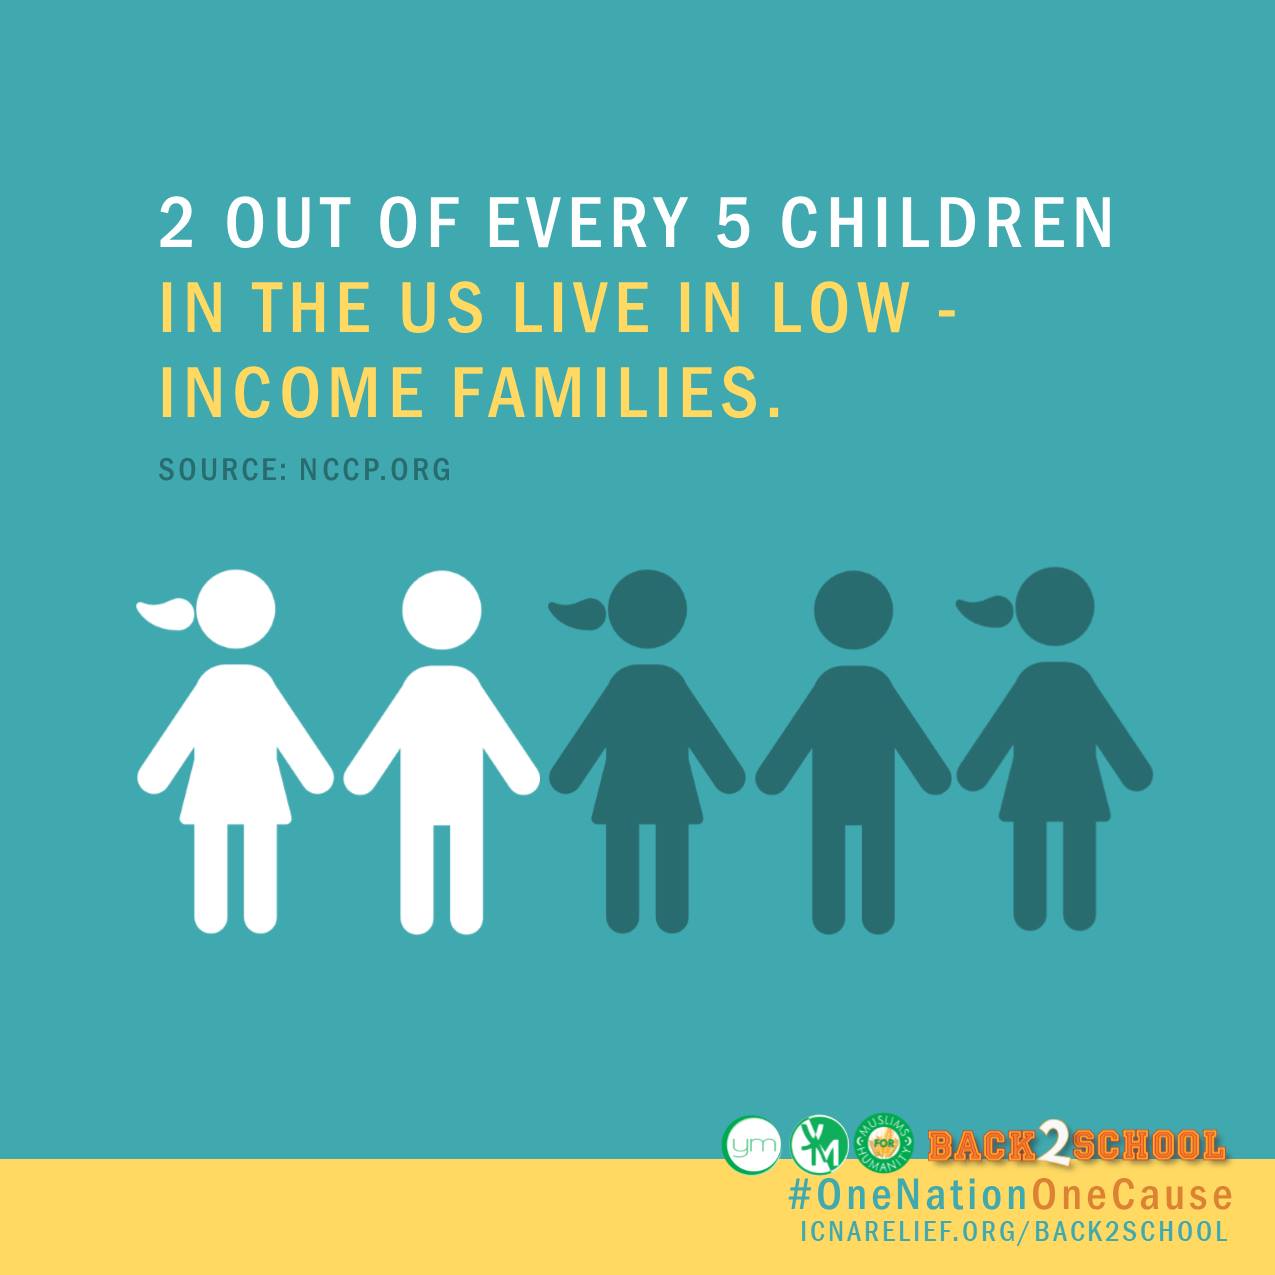 2 OUT OF EVERY 5 CHILDREN
IN THE US LIVE IN LOW -
INCOME FAMILIES.
SOURCE: NCCP.ORG
ym
YM
MUSLIMS FOR HUMANITY
BACK2SCHOOL
#OneNationOneCause
ICNARELIEF.ORG/BACK2SCHOOL